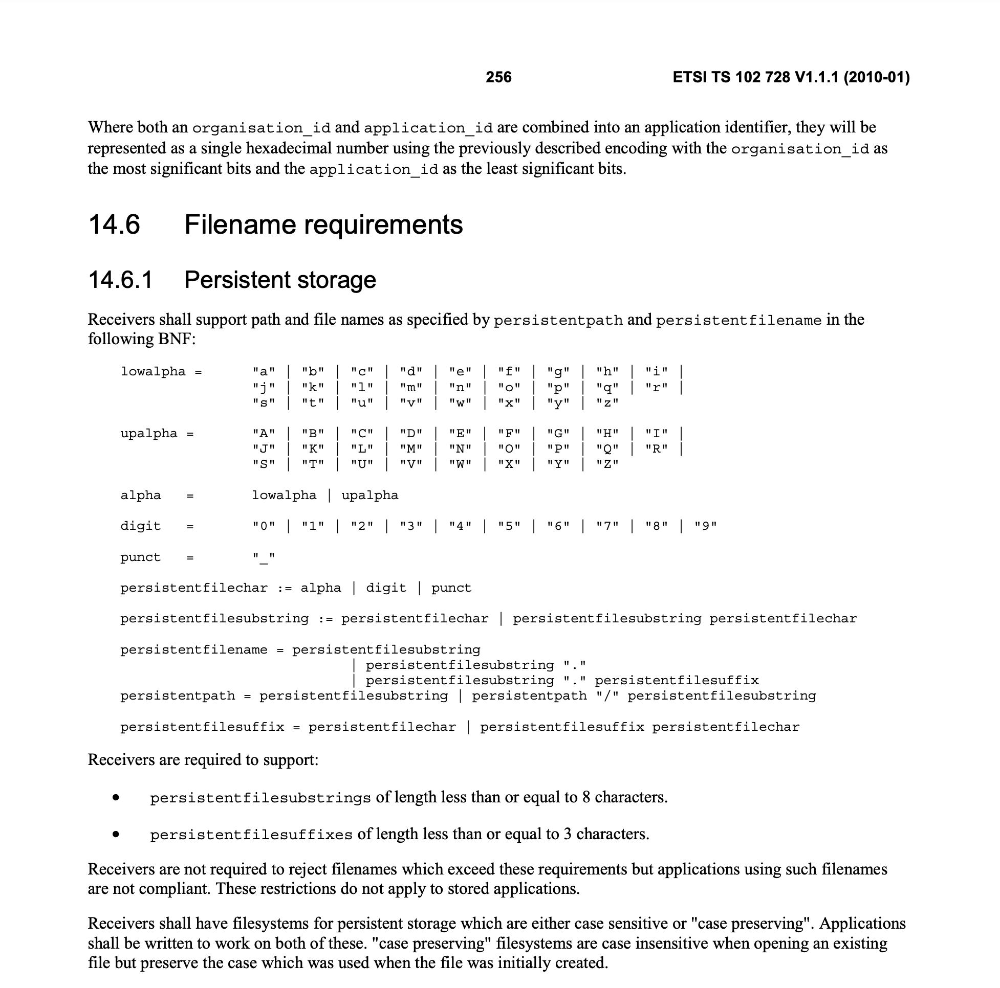 256 ETSI TS 102 728 V1.1.1 (2010-01)
Where both an organisation_id and application_id are combined into an application identifier, they will be
represented as a single hexadecimal number using the previously described encoding with the organisation_id as
the most significant bits and the application_id as the least significant bits.
14.6 Filename requirements
14.6.1 Persistent storage
Receivers shall support path and file names as specified by persistentpath and persistentfilename in the
following BNF:
lowalpha = "a" | "b" | "c" | "d" | "e" | "f" | "g" | "h" | "i" |
"j" | "k" | "l" | "m" | "n" | "o" | "p" | "q" | "r" |
"s" | "t" | "u" | "v" | "w" | "x" | "y" | "z"
upalpha = "A" | "B" | "C" | "D" | "E" | "F" | "G" | "H" | "I" |
"J" | "K" | "L" | "M" | "N" | "O" | "P" | "Q" | "R" |
"S" | "T" | "U" | "V" | "W" | "X" | "Y" | "Z"
alpha = lowalpha | upalpha
digit = "0" | "1" | "2" | "3" | "4" | "5" | "6" | "7" | "8" | "9"
punct = "_"
persistentfilechar := alpha | digit | punct
persistentfilesubstring := persistentfilechar | persistentfilesubstring persistentfilechar
persistentfilename = persistentfilesubstring
| persistentfilesubstring "."
| persistentfilesubstring "." persistentfilesuffix
persistentpath = persistentfilesubstring | persistentpath "/" persistentfilesubstring
persistentfilesuffix = persistentfilechar | persistentfilesuffix persistentfilechar
Receivers are required to support:
• persistentfilesubstrings of length less than or equal to 8 characters.
• persistentfilesuffixes of length less than or equal to 3 characters.
Receivers are not required to reject filenames which exceed these requirements but applications using such filenames
are not compliant. These restrictions do not apply to stored applications.
Receivers shall have filesystems for persistent storage which are either case sensitive or "case preserving". Applications
shall be written to work on both of these. "case preserving" filesystems are case insensitive when opening an existing
file but preserve the case which was used when the file was initially created.